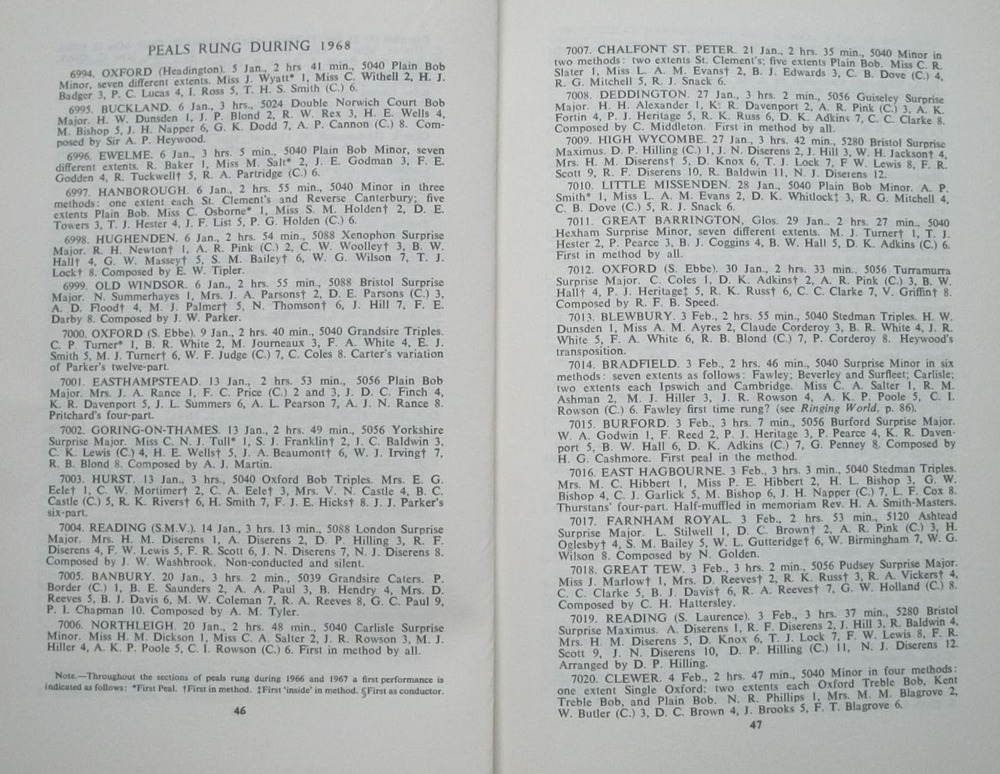 PEALS RUNG DURING 1968
6994. OXFORD (Headington). 5 Jan., 2 hrs 41 min., 5040 Plain Bob
Minor, seven different extents. Miss J. Wyatt* 1, Miss C. Withell 2, H. J.
Badger 3, P. C. Lucas 4, I. Ross 5, T. H. S. Smith (C.) 6.
6995. BUCKLAND. 6 Jan., 3 hrs., 5024 Double Norwich Court Bob
Major. H. W. Dunsden 1, J. P. Blond 2, R. W. Rex 3, H. E. Wells 4,
M. Bishop 5, J. H. Napper 6, G. K. Dodd 7, A. P. Cannon (C.) 8. Com-
posed by Sir A. P. Heywood.
6996. EWELME. 6 Jan., 3 hrs. 5 min., 5040 Plain Bob Minor, seven
different extents. R. Baker 1, Miss M. Salt* 2, J. E. Godman 3, F. E.
Godden 4, R. Tuckwell† 5, R. A. Partridge (C.) 6.
6997. HANBOROUGH. 6 Jan., 2 hrs. 55 min., 5040 Minor in three
methods: one extent each St. Clement's and Reverse Canterbury; five
extents Plain Bob. Miss C. Osborne* 1, Miss S. M. Holden† 2, D. E.
Towers 3, T. J. Hester 4, J. F. List 5, P. G. Holden (C.) 6.
6998. HUGHENDEN. 6 Jan., 2 hrs. 54 min., 5088 Xenophon Surprise
Major. R. H. Newton† 1, A. R. Pink (C.) 2, C. W. Woolley† 3, B. W.
Hall† 4, G. W. Massey† 5, S. M. Bailey† 6, W. G. Wilson 7, T. J.
Lock† 8. Composed by E. W. Tipler.
6999. OLD WINDSOR. 6 Jan., 2 hrs. 55 min., 5088 Bristol Surprise
Major. N. Summerhayes 1, Mrs. J. A. Parsons† 2, D. E. Parsons (C.) 3,
A. D. Flood† 4, M. J. Palmer† 5, N. Thomson† 6, J. Hill 7, F. E.
Darby 8. Composed by J. W. Parker.
7000. OXFORD (S. Ebbe). 9 Jan., 2 hrs. 40 min., 5040 Grandsire Triples.
C. P. Turner* 1, B. R. White 2, M. Journeaux 3, F. A. White 4, E. J.
Smith 5, M. J. Turner† 6, W. F. Judge (C.) 7, C. Coles 8. Carter's variation
of Parker's twelve-part.
7001. EASTHAMPSTEAD. 13 Jan., 2 hrs. 53 min., 5056 Plain Bob
Major. Mrs. J. A. Rance 1, F. C. Price (C.) 2 and 3, J. D. C. Finch 4,
K. R. Davenport 5, J. L. Summers 6, A. L. Pearson 7, A. J. N. Rance 8.
Pritchard's four-part.
7002. GORING-ON-THAMES. 13 Jan., 2 hrs. 49 min., 5056 Yorkshire
Surprise Major. Miss C. N. J. Tull* 1, S. J. Franklin† 2, J. C. Baldwin 3,
C. K. Lewis (C.) 4, H. E. Wells† 5, J. A. Beaumont† 6, W. J. Irving† 7,
R. B. Blond 8. Composed by A. J. Martin.
7003. HURST. 13 Jan., 3 hrs., 5040 Oxford Bob Triples. Mrs. E. G.
Eele† 1, C. W. Mortimer† 2, C. A. Eele† 3, Mrs. V. N. Castle 4, B. C.
Castle (C.) 5, R. K. Rivers† 6, H. Smith 7, F. J. E. Hicks† 8. J. J. Parker's
six-part.
7004. READING (S.M.V.). 14 Jan., 3 hrs. 13 min., 5088 London Surprise
Major. Mrs. H. M. Diserens 1, A. Diserens 2, D. P. Hilling 3, R. F.
Diserens 4, F. W. Lewis 5, F. R. Scott 6, J. N. Diserens 7, N. J. Diserens 8.
Composed by J. W. Washbrook. Non-conducted and silent.
7005. BANBURY. 20 Jan., 3 hrs. 2 min., 5039 Grandsire Caters. P.
Border (C.) 1, B. E. Saunders 2, A. A. Paul 3, B. Hendry 4, Mrs. D.
Reeves 5, B. J. Davis 6, M. W. Coleman 7, R. A. Reeves 8, G. C. Paul 9,
P. I. Chapman 10. Composed by A. M. Tyler.
7006. NORTHLEIGH. 20 Jan., 2 hrs. 48 min., 5040 Carlisle Surprise
Minor. Miss H. M. Dickson 1, Miss C. A. Salter 2, J. R. Rowson 3, M. J.
Hiller 4, A. K. P. Poole 5, C. I. Rowson (C.) 6. First in method by all.
Note.—Throughout the sections of peals rung during 1966 and 1967 a first performance is
indicated as follows: *First Peal. †First in method. ‡First 'inside' in method. §First as conductor.
46
7007. CHALFONT ST. PETER. 21 Jan., 2 hrs. 35 min., 5040 Minor in
two methods: two extents St. Clement's; five extents Plain Bob. Miss C. R.
Slater 1, Miss L. A. M. Evans† 2, B. J. Edwards 3, C. B. Dove (C.) 4,
R. G. Mitchell 5, R. J. Snack 6.
7008. DEDDINGTON. 27 Jan., 3 hrs. 2 min., 5056 Guiseley Surprise
Major. H. H. Alexander 1, K. R. Davenport 2, A. R. Pink (C.) 3, A. K.
Fortin 4, P. J. Heritage 5, R. K. Russ 6, D. K. Adkins 7, C. C. Clarke 8.
Composed by C. Middleton. First in method by all.
7009. HIGH WYCOMBE. 27 Jan., 3 hrs. 42 min., 5280 Bristol Surprise
Maximus. D. P. Hilling (C.) 1, J. N. Diserens 2, J. Hill 3, W. H. Jackson† 4,
Mrs. H. M. Diserens† 5, D. Knox 6, T. J. Lock 7, F W. Lewis 8, F. R.
Scott 9, R. F. Diserens 10, R. Baldwin 11, N. J. Diserens 12.
7010. LITTLE MISSENDEN. 28 Jan., 5040 Plain Bob Minor. A. P.
Smith* 1, Miss L. A. M. Evans 2, D. K. Whitlock‡ 3, R. G. Mitchell 4,
C. B. Dove (C.) 5, R. J. Snack 6.
7011. GREAT BARRINGTON, Glos. 29 Jan. 2 hrs. 27 min., 5040
Hexham Surprise Minor, seven different extents. M. J. Turner† 1, T. J.
Hester 2, P. Pearce 3, B. J. Coggins 4, B. W. Hall 5, D. K. Adkins (C.) 6.
First in method by all.
7012. OXFORD (S. Ebbe). 30 Jan., 2 hrs. 33 min., 5056 Turramurra
Surprise Major. C. Coles 1, D. K. Adkins† 2, A. R. Pink (C.) 3, B. W.
Hall† 4, P. J. Heritage‡ 5, R. K. Russ† 6, C. C. Clarke 7, V. Griffin† 8.
Composed by R. F. B. Speed.
7013. BLEWBURY. 3 Feb., 2 hrs. 55 min., 5040 Stedman Triples. H. W.
Dunsden 1, Miss A. M. Ayres 2, Claude Corderoy 3, B. R. White 4, J. R.
White 5, F. A. White 6, R. B. Blond (C.) 7, P. Corderoy 8. Heywood's
transposition.
7014. BRADFIELD. 3 Feb., 2 hrs. 46 min., 5040 Surprise Minor in six
methods: seven extents as follows: Fawley; Beverley and Surfleet; Carlisle;
two extents each Ipswich and Cambridge. Miss C. A. Salter 1, R. M.
Ashman 2, M. J. Hiller 3, J. R. Rowson 4, A. K. P. Poole 5, C. I.
Rowson (C.) 6. Fawley first time rung? (see Ringing World, p. 86).
7015. BURFORD. 3 Feb., 3 hrs. 7 min., 5056 Burford Surprise Major.
W. A. Godwin 1, F. Reed 2, P. J. Heritage 3, P. Pearce 4, K. R. Daven-
port 5, B. W. Hall 6, D. K. Adkins (C.) 7, G. Penney 8. Composed by
H. G. Cashmore. First peal in the method.
7016. EAST HAGBOURNE. 3 Feb., 3 hrs. 3 min., 5040 Stedman Triples.
Mrs. M. C. Hibbert 1, Miss P. E. Hibbert 2, H. L. Bishop 3, G. W.
Bishop 4, C. J. Garlick 5, M. Bishop 6, J. H. Napper (C.) 7, L. F. Cox 8.
Thurstans' four-part. Half-muffled in memoriam Rev. H. A. Smith-Masters.
7017. FARNHAM ROYAL. 3 Feb., 2 hrs. 53 min., 5120 Ashtead
Surprise Major. L. Stilwell 1, D. C. Brown† 2, A. R. Pink (C.) 3, H.
Oglesby† 4, S. M. Bailey 5, W. L. Gutteridge† 6, W. Birmingham 7, W. G.
Wilson 8. Composed by N. Golden.
7018. GREAT TEW. 3 Feb., 3 hrs. 2 min., 5056 Pudsey Surprise Major.
Miss J. Marlow† 1, Mrs. D. Reeves† 2, R. K. Russ† 3, R. A. Vickers† 4,
C. C. Clarke 5, B. J. Davis† 6, R. A. Reeves† 7, G. W. Holland (C.) 8.
Composed by C. H. Hattersley.
7019. READING (S. Laurence). 3 Feb., 3 hrs. 37 min., 5280 Bristol
Surprise Maximus. A. Diserens 1, R. F. Diserens 2, J. Hill 3, R. Baldwin 4,
Mrs. H. M. Diserens 5, D. Knox 6, T. J. Lock 7, F. W. Lewis 8, F. R.
Scott 9, J. N. Diserens 10, D. P. Hilling (C.) 11, N. J. Diserens 12.
Arranged by D. P. Hilling.
7020. CLEWER. 4 Feb., 2 hrs. 47 min., 5040 Minor in four methods:
one extent Single Oxford; two extents each Oxford Treble Bob, Kent
Treble Bob, and Plain Bob. N. R. Phillips 1, Mrs. M. M. Blagrove 2,
W. Butler (C.) 3, D. C. Brown 4, J. Brooks 5, F. T. Blagrove 6.
47